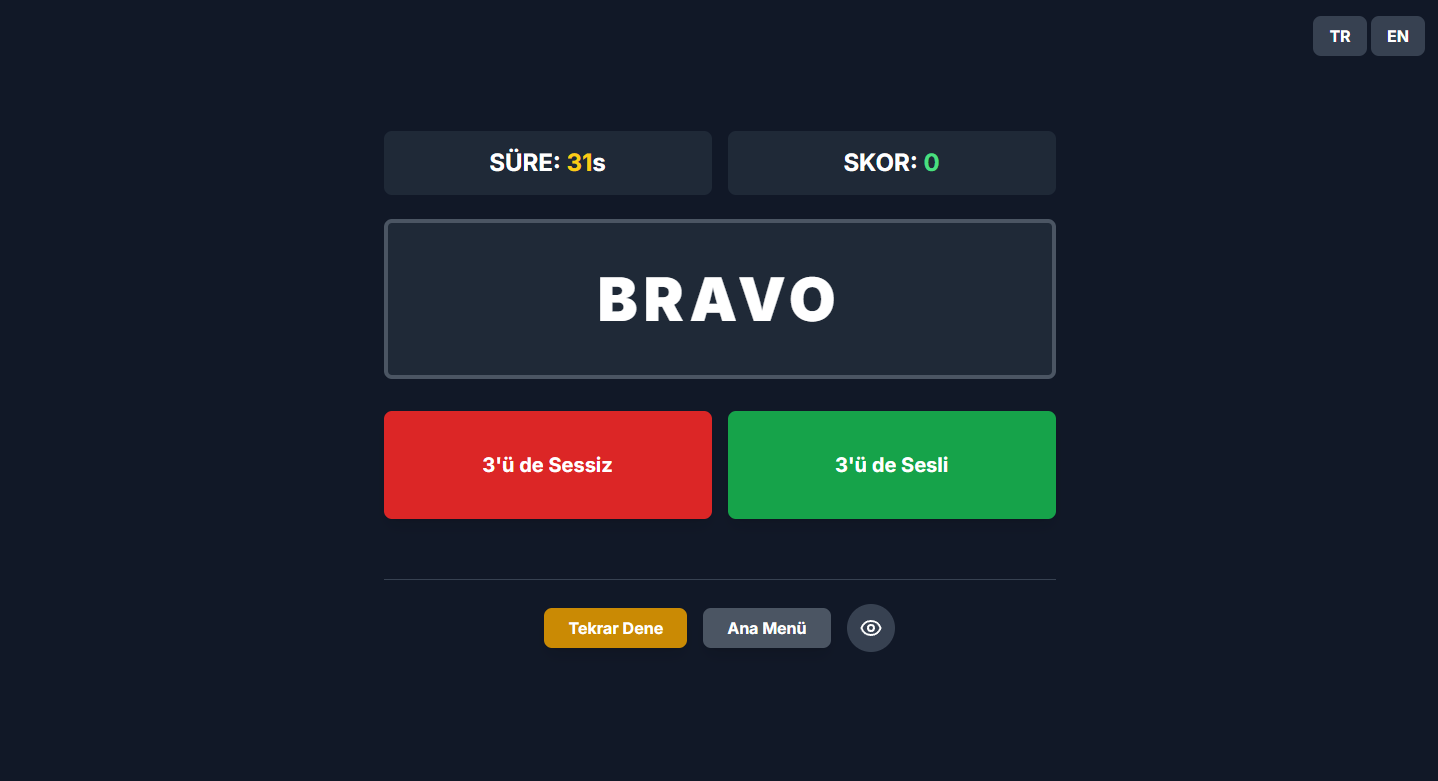 TR EN
SÜRE: 31s SKOR: 0
BRAVO
3'ü de Sessiz 3'ü de Sesli
Tekrar Dene Ana Menü